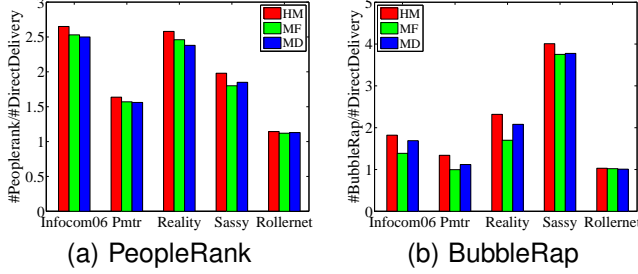 #Peoplerank/#DirectDelivery
3
2.5
2
1.5
1
0.5
0
HM
MF
MD
Infocom06 Pmtr Reality Sassy Rollernet
(a) PeopleRank
#BubbleRap/#DirectDelivery
5
4
3
2
1
0
HM
MF
MD
Infocom06 Pmtr Reality Sassy Rollernet
(b) BubbleRap